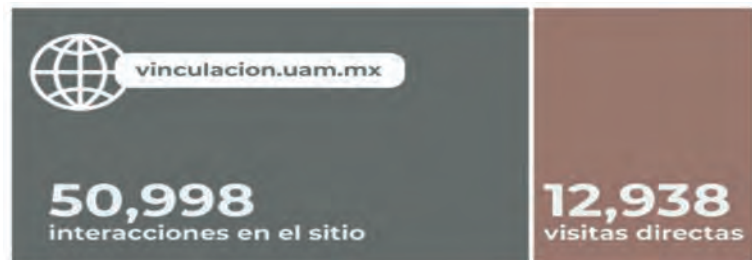 vinculacion.uam.mx
50,998
interacciones en el sitio
12,938
visitas directas